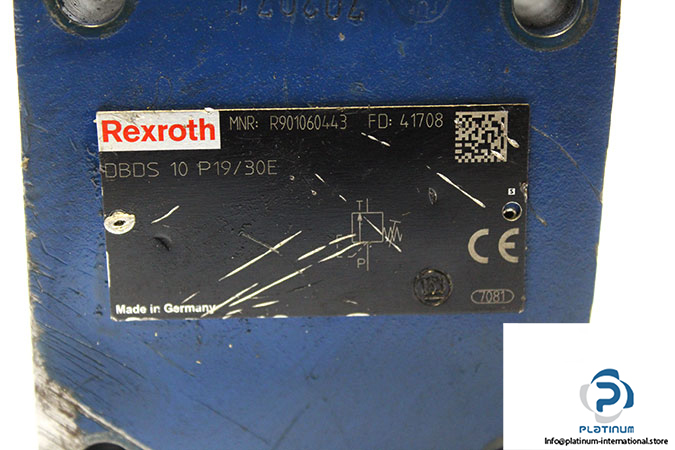 Rexroth
MNR: R901060443 FD: 41708
DBDS 10 P19/30E
S
T
P
CE
Made in Germany
7081
PLATINUM
Info@platinum-international.store